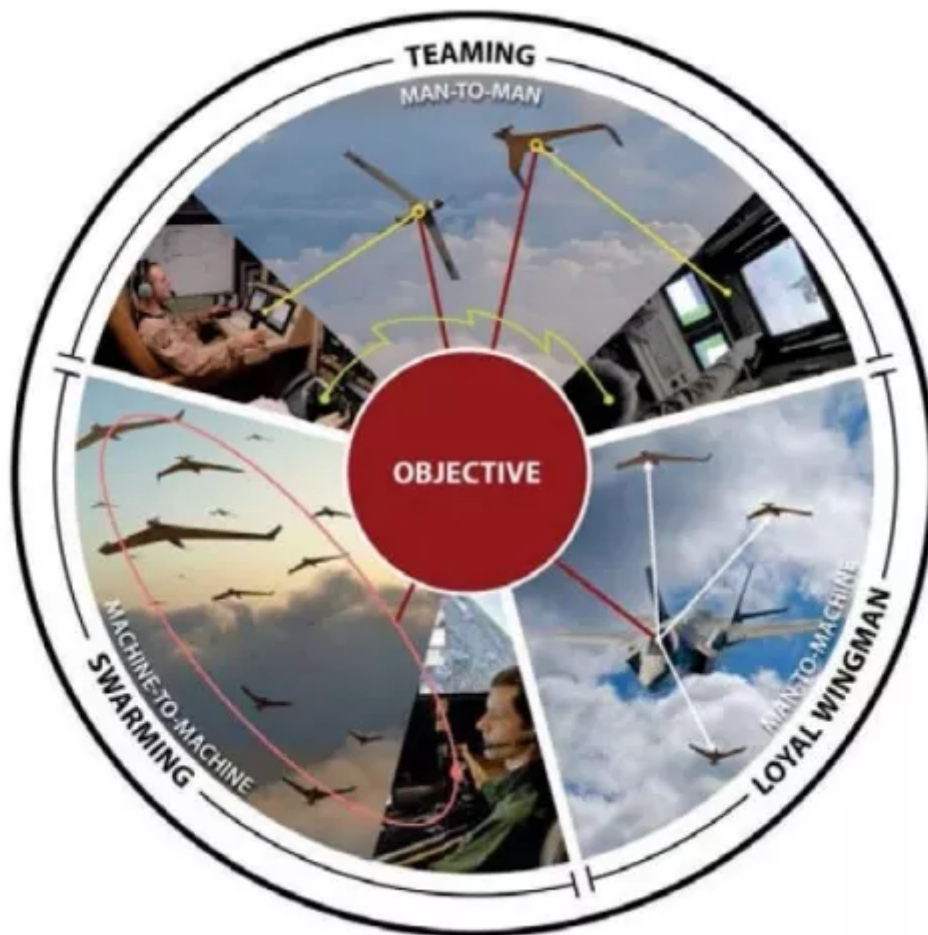 TEAMING
MAN-TO-MAN
OBJECTIVE
MACHINE-TO-MACHINE
SWARMING
MAN-TO-MACHINE
LOYAL WINGMAN